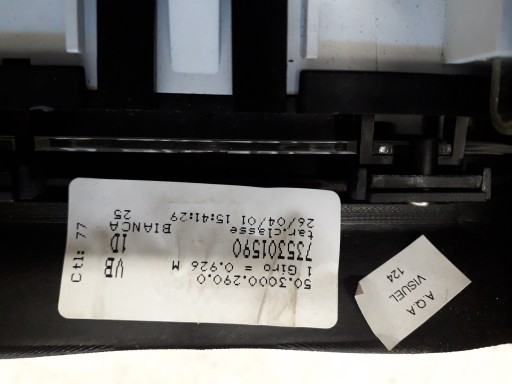 50.3000.290.0
1 Giro = 0.926 M
735301590
tar.classe
26/04/01 15:41:29
VB 1D BIANCA
25
Ctl: 77
A.Q.A
VISUEL
124